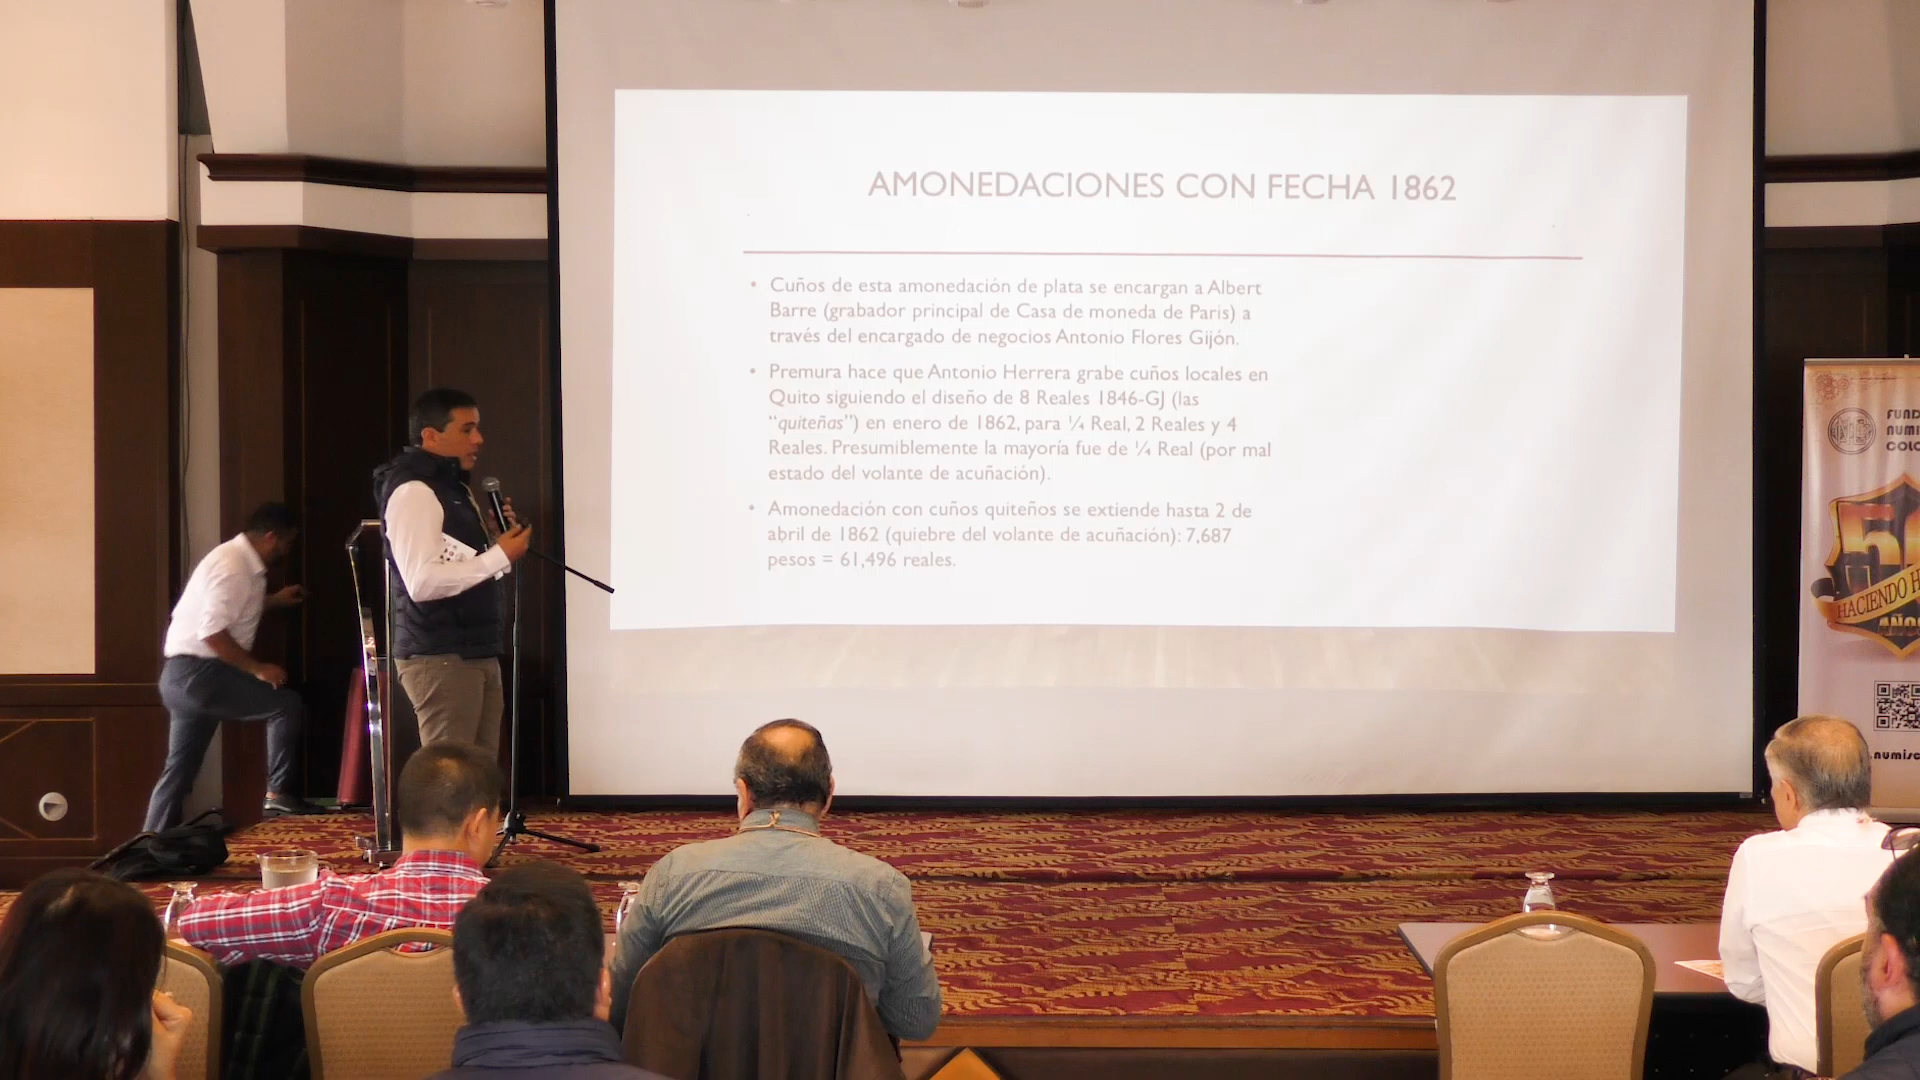 AMONEDACIONES CON FECHA 1862
• Cuños de esta amonedación de plata se encargan a Albert
Barre (grabador principal de Casa de moneda de Paris) a
través del encargado de negocios Antonio Flores Gijón.
• Premura hace que Antonio Herrera grabe cuños locales en
Quito siguiendo el diseño de 8 Reales 1846-GJ (las
“quiteñas”) en enero de 1862, para ¼ Real, 2 Reales y 4
Reales. Presumiblemente la mayoría fue de ¼ Real (por mal
estado del volante de acuñación).
• Amonedación con cuños quiteños se extiende hasta 2 de
abril de 1862 (quiebre del volante de acuñación): 7,687
pesos = 61,496 reales.
FUND
NUMI
COLO
HACIENDO H